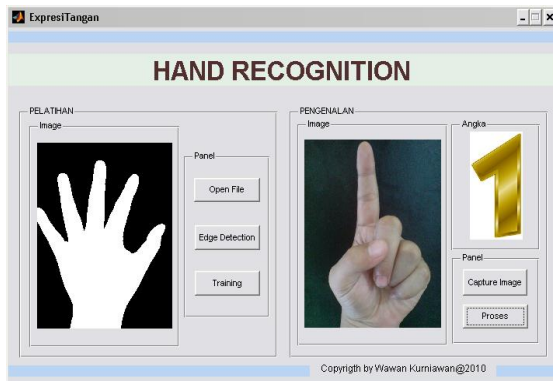 ExpresiTangan
HAND RECOGNITION
PELATIHAN
Image
Panel
Open File
Edge Detection
Training
PENGENALAN
Image
Angka
1
Panel
Capture Image
Proses
Copyrigth by Wawan Kurniawan@2010